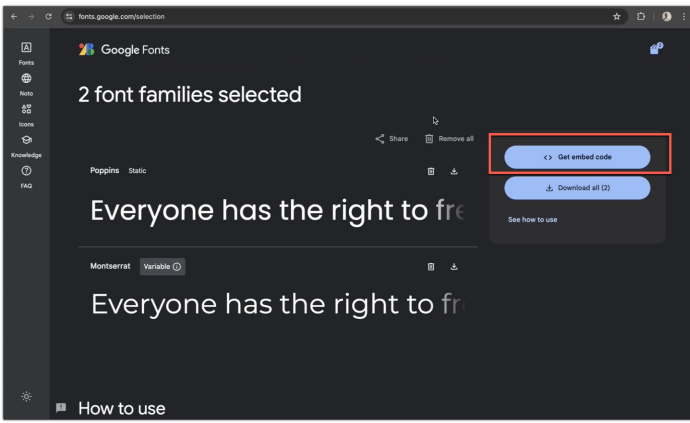 fonts.google.com/selection
Fonts
Noto
Icons
Knowledge
FAQ
Google Fonts
2
2 font families selected
Share
Remove all
Poppins Static
Everyone has the right to fre
Montserrat Variable
Everyone has the right to fr
<> Get embed code
Download all (2)
See how to use
How to use